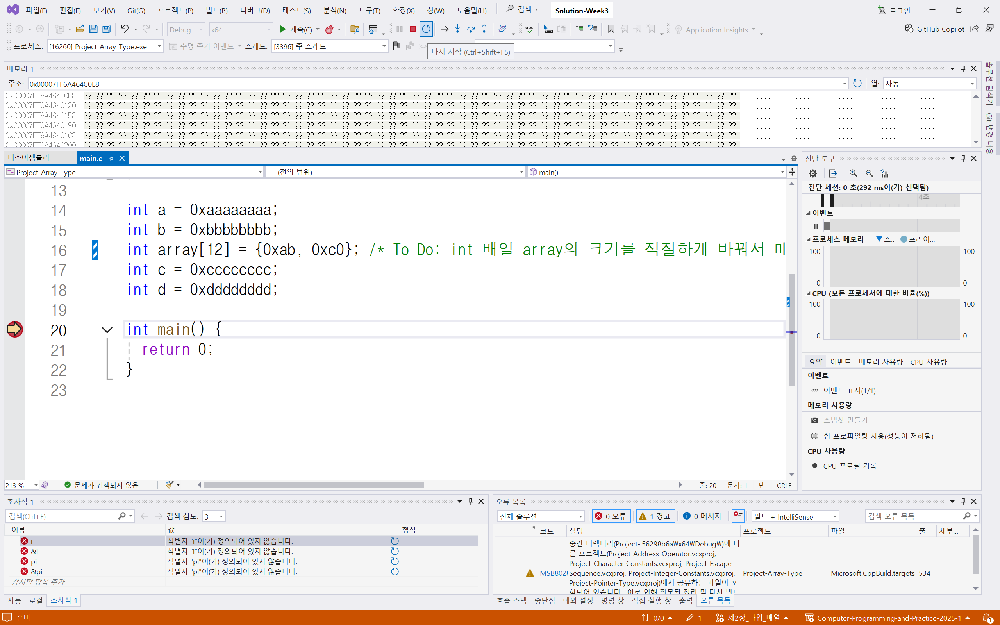 파일(F) 편집(E) 보기(V) Git(G) 프로젝트(P) 빌드(B) 디버그(D) 테스트(S) 분석(N) 도구(T) 확장(X) 창(W) 도움말(H) 검색 Solution-Week3 로그인
Debug x64 계속(C) Application Insights GitHub Copilot
프로세스: [16260] Project-Array-Type.exe 수명 주기 이벤트 스레드: [3396] 주 스레드
다시 시작 (Ctrl+Shift+F5)
메모리 1
주소: 0x00007FF6A464C0E8 열: 자동
0x00007FF6A464C0E8 ?? ?? ?? ?? ?? ?? ?? ?? ?? ?? ?? ?? ?? ?? ?? ?? ?? ?? ?? ?? ?? ?? ?? ?? ?? ?? ?? ?? ?? ?? ?? ?? ?? ?? ?? ?? ?? ?? ?? ?? ?? ?? ?? ?? ?? ?? ?? ?? ?? ?? ?? ?? ?? ?? ?? ?? ........................................................
0x00007FF6A464C120 ?? ?? ?? ?? ?? ?? ?? ?? ?? ?? ?? ?? ?? ?? ?? ?? ?? ?? ?? ?? ?? ?? ?? ?? ?? ?? ?? ?? ?? ?? ?? ?? ?? ?? ?? ?? ?? ?? ?? ?? ?? ?? ?? ?? ?? ?? ?? ?? ?? ?? ?? ?? ?? ?? ?? ?? ........................................................
0x00007FF6A464C158 ?? ?? ?? ?? ?? ?? ?? ?? ?? ?? ?? ?? ?? ?? ?? ?? ?? ?? ?? ?? ?? ?? ?? ?? ?? ?? ?? ?? ?? ?? ?? ?? ?? ?? ?? ?? ?? ?? ?? ?? ?? ?? ?? ?? ?? ?? ?? ?? ?? ?? ?? ?? ?? ?? ?? ?? ........................................................
0x00007FF6A464C190 ?? ?? ?? ?? ?? ?? ?? ?? ?? ?? ?? ?? ?? ?? ?? ?? ?? ?? ?? ?? ?? ?? ?? ?? ?? ?? ?? ?? ?? ?? ?? ?? ?? ?? ?? ?? ?? ?? ?? ?? ?? ?? ?? ?? ?? ?? ?? ?? ?? ?? ?? ?? ?? ?? ?? ?? ........................................................
0x00007FF6A464C1C8 ?? ?? ?? ?? ?? ?? ?? ?? ?? ?? ?? ?? ?? ?? ?? ?? ?? ?? ?? ?? ?? ?? ?? ?? ?? ?? ?? ?? ?? ?? ?? ?? ?? ?? ?? ?? ?? ?? ?? ?? ?? ?? ?? ?? ?? ?? ?? ?? ?? ?? ?? ?? ?? ?? ?? ?? ........................................................
0x00007FF6A464C200 ?? ?? ?? ?? ?? ?? ?? ?? ?? ?? ?? ?? ?? ?? ?? ?? ?? ?? ?? ?? ?? ?? ?? ?? ?? ?? ?? ?? ?? ?? ?? ?? ?? ?? ?? ?? ?? ?? ?? ?? ?? ?? ?? ?? ?? ?? ?? ?? ?? ?? ?? ?? ?? ?? ?? ??
솔루션 탐색기
Git 변경 내용
디스어셈블리 main.c
Project-Array-Type (전역 범위) main()
13
14 int a = 0xaaaaaaaa;
15 int b = 0xbbbbbbbb;
16 int array[12] = {0xab, 0xc0}; /* To Do: int 배열 array의 크기를 적절하게 바꿔서 메
17 int c = 0xcccccccc;
18 int d = 0xdddddddd;
19
20 int main() {
21 return 0;
22 }
23
213 % 문제가 검색되지 않음 줄: 20 문자: 1 탭 CRLF
진단 도구
진단 세션: 0 초(292 ms이(가) 선택됨)
4초
이벤트
프로세스 메모리 스.. 프라이...
100 100
0 0
CPU (모든 프로세서에 대한 비율(%))
100 100
0 0
요약 이벤트 메모리 사용량 CPU 사용량
이벤트
이벤트 표시(1/1)
메모리 사용량
스냅샷 만들기
힙 프로파일링 사용(성능이 저하됨)
CPU 사용량
CPU 프로필 기록
조사식 1
검색(Ctrl+E) 검색 심도: 3
이름 값 형식
i 식별자 "i"이(가) 정의되어 있지 않습니다.
&i 식별자 "i"이(가) 정의되어 있지 않습니다.
pi 식별자 "pi"이(가) 정의되어 있지 않습니다.
&pi 식별자 "pi"이(가) 정의되어 있지 않습니다.
감시할 항목 추가
자동 로컬 조사식 1
오류 목록
전체 솔루션 0 오류 1 경고 0 메시지 빌드 + IntelliSense 검색 오류 목록
코드 설명 프로젝트 파일 줄 세부...
중간 디렉터리(Project-.56298b6a₩x64₩Debug₩)에 다
른 프로젝트(Project-Address-Operator.vcxproj,
Project-Character-Constants.vcxproj, Project-Escape-
MSB8028 Sequence.vcxproj, Project-Integer-Constants.vcxproj, Project-Array-Type Microsoft.CppBuild.targets 534
Project-Pointer-Type.vcxproj)에서 공유하는 파일이 포
함되어 있습니다. 이로 인해 잘못된 정리 및 다시 빌드
호출 스택 중단점 예외 설정 명령 창 직접 실행 창 출력 오류 목록
준비 0/0 1 제2장_타입_배열 Computer-Programming-and-Practice-2025-1 1